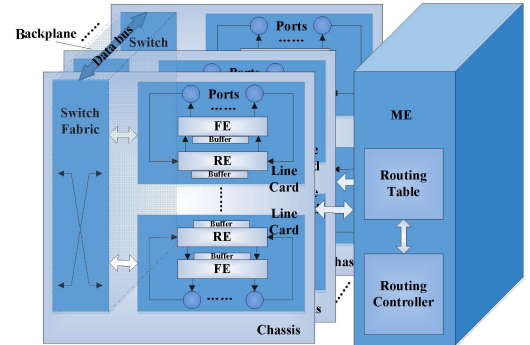 Backplane
Data bus
Switch
Ports
......
Ports
Switch
Fabric
Ports
......
FE
Buffer
RE
Buffer
Line
Card
Line
Card
Buffer
RE
Buffer
FE
......
Chassis
ME
Routing
Table
Routing
Controller